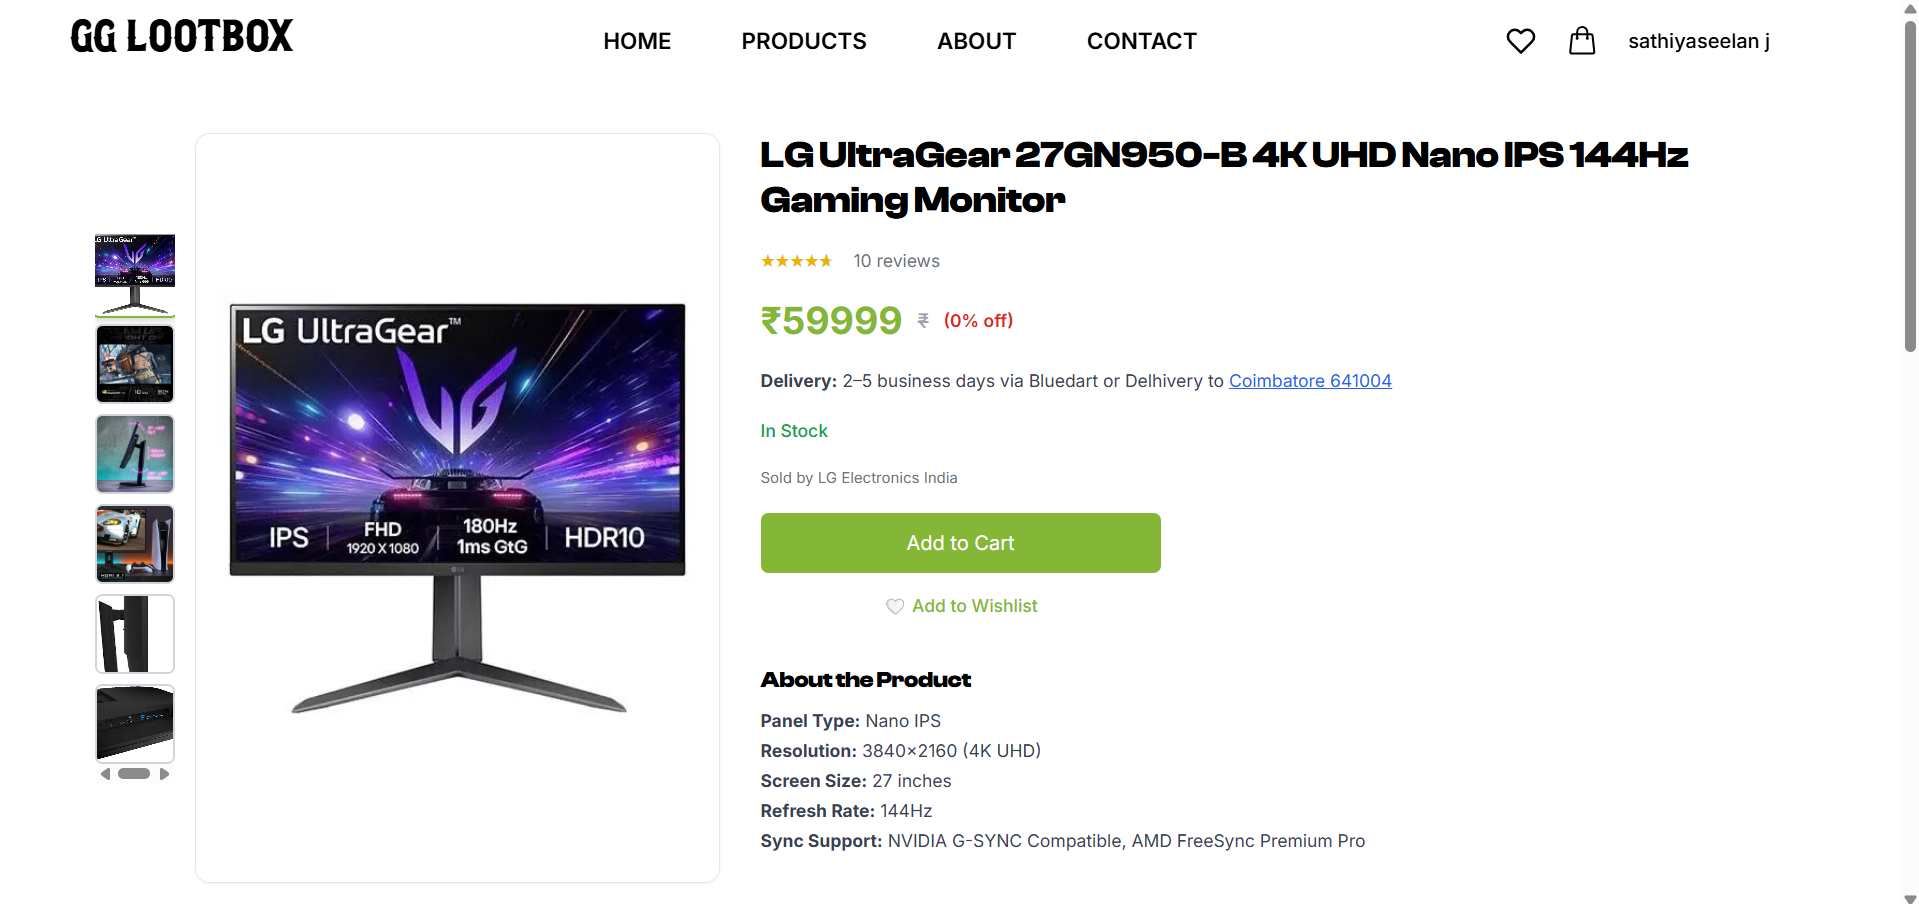 GG LOOTBOX
HOME
PRODUCTS
ABOUT
CONTACT
sathiyaseelan j
LG UltraGear 27GN950-B 4K UHD Nano IPS 144Hz
Gaming Monitor
★★★★★ 10 reviews
₹59999 ₹ (0% off)
Delivery: 2–5 business days via Bluedart or Delhivery to Coimbatore 641004
In Stock
Sold by LG Electronics India
Add to Cart
Add to Wishlist
About the Product
Panel Type: Nano IPS
Resolution: 3840×2160 (4K UHD)
Screen Size: 27 inches
Refresh Rate: 144Hz
Sync Support: NVIDIA G-SYNC Compatible, AMD FreeSync Premium Pro
LG UltraGear™
IPS
FHD
1920 X 1080
180Hz
1ms GtG
HDR10